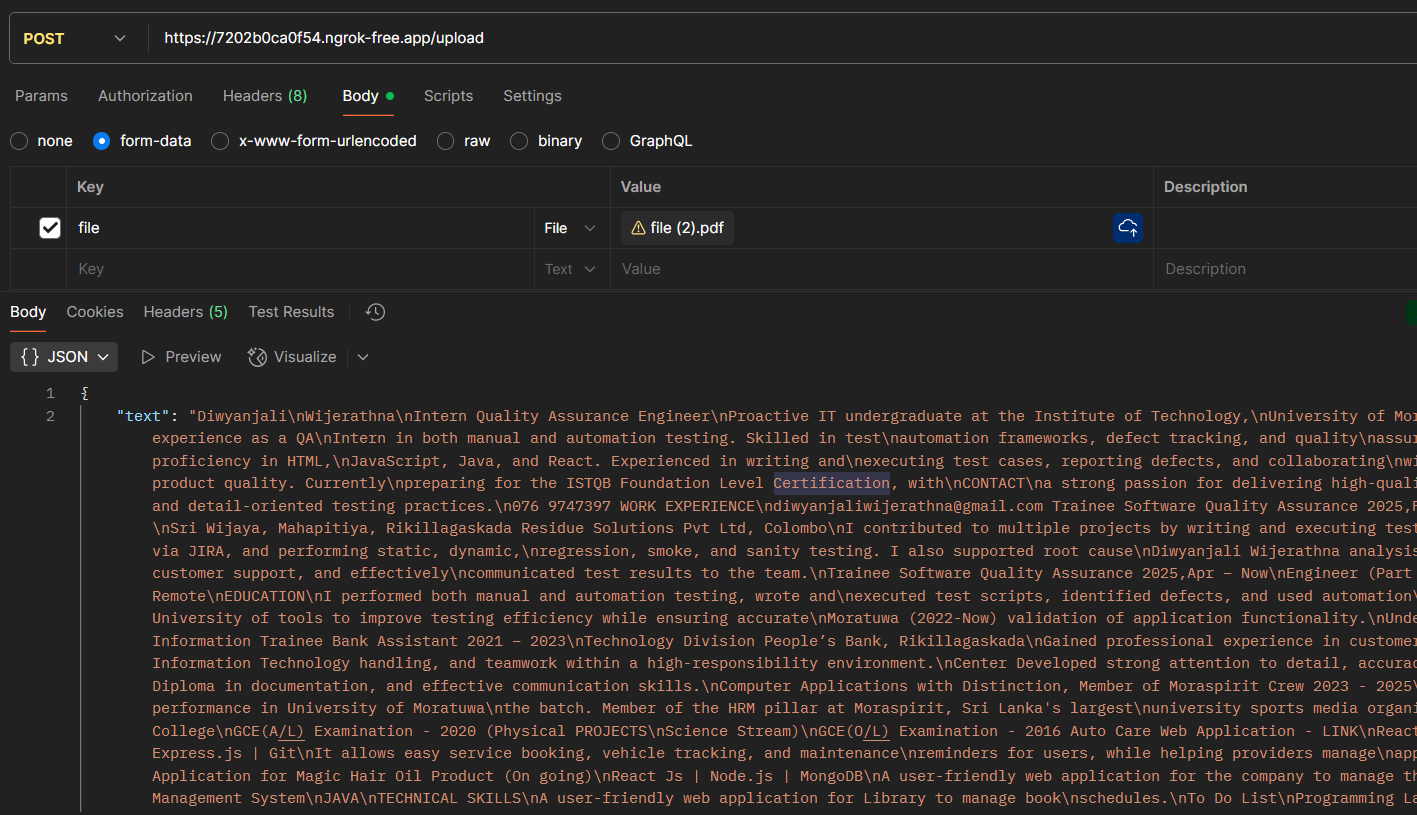 POST https://7202b0ca0f54.ngrok-free.app/upload
Params Authorization Headers (8) Body Scripts Settings
none form-data x-www-form-urlencoded raw binary GraphQL
Key Value Description
file File file (2).pdf
Key Text Value Description
Body Cookies Headers (5) Test Results
{} JSON Preview Visualize
1 {
2 "text": "Diwyanjali\nWijerathna\nIntern Quality Assurance Engineer\nProactive IT undergraduate at the Institute of Technology,\nUniversity of Mor
experience as a QA\nIntern in both manual and automation testing. Skilled in test\nautomation frameworks, defect tracking, and quality\nassur
proficiency in HTML,\nJavaScript, Java, and React. Experienced in writing and\nexecuting test cases, reporting defects, and collaborating\nwi
product quality. Currently\npreparing for the ISTQB Foundation Level Certification, with\nCONTACT\na strong passion for delivering high-quali
and detail-oriented testing practices.\n076 9747397 WORK EXPERIENCE\ndiwyanjaliwijerathna@gmail.com Trainee Software Quality Assurance 2025,F
\nSri Wijaya, Mahapitiya, Rikillagaskada Residue Solutions Pvt Ltd, Colombo\nI contributed to multiple projects by writing and executing test
via JIRA, and performing static, dynamic,\nregression, smoke, and sanity testing. I also supported root cause\nDiwyanjali Wijerathna analysis
customer support, and effectively\ncommunicated test results to the team.\nTrainee Software Quality Assurance 2025,Apr – Now\nEngineer (Part
Remote\nEDUCATION\nI performed both manual and automation testing, wrote and\nexecuted test scripts, identified defects, and used automation\
University of tools to improve testing efficiency while ensuring accurate\nMoratuwa (2022-Now) validation of application functionality.\nUnde
Information Trainee Bank Assistant 2021 – 2023\nTechnology Division People’s Bank, Rikillagaskada\nGained professional experience in custome
Information Technology handling, and teamwork within a high-responsibility environment.\nCenter Developed strong attention to detail, accurac
Diploma in documentation, and effective communication skills.\nComputer Applications with Distinction, Member of Moraspirit Crew 2023 - 2025\
performance in University of Moratuwa\nthe batch. Member of the HRM pillar at Moraspirit, Sri Lanka's largest\nuniversity sports media organi
College\nGCE(A/L) Examination - 2020 (Physical PROJECTS\nScience Stream)\nGCE(O/L) Examination - 2016 Auto Care Web Application - LINK\nReact
Express.js | Git\nIt allows easy service booking, vehicle tracking, and maintenance\nreminders for users, while helping providers manage\napp
Application for Magic Hair Oil Product (On going)\nReact Js | Node.js | MongoDB\nA user-friendly web application for the company to manage th
Management System\nJAVA\nTECHNICAL SKILLS\nA user-friendly web application for Library to manage book\nschedules.\nTo Do List\nProgramming La